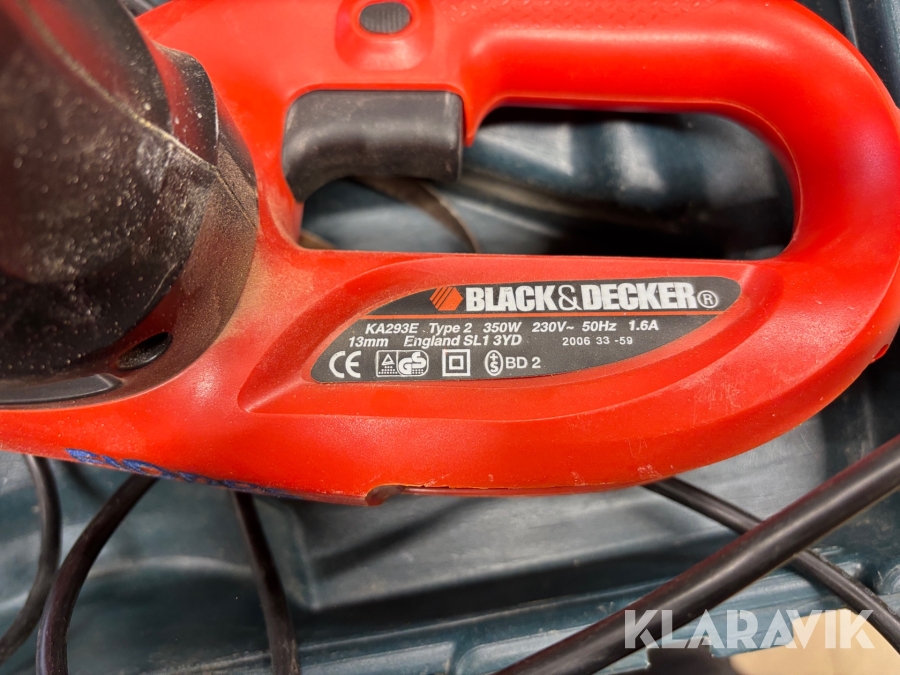 BLACK&DECKER®
KA293E . Type 2 350W 230V~ 50Hz 1.6A
13mm England SL1 3YD 2006 33 -59
CE GS S BD 2
KLARAVIK